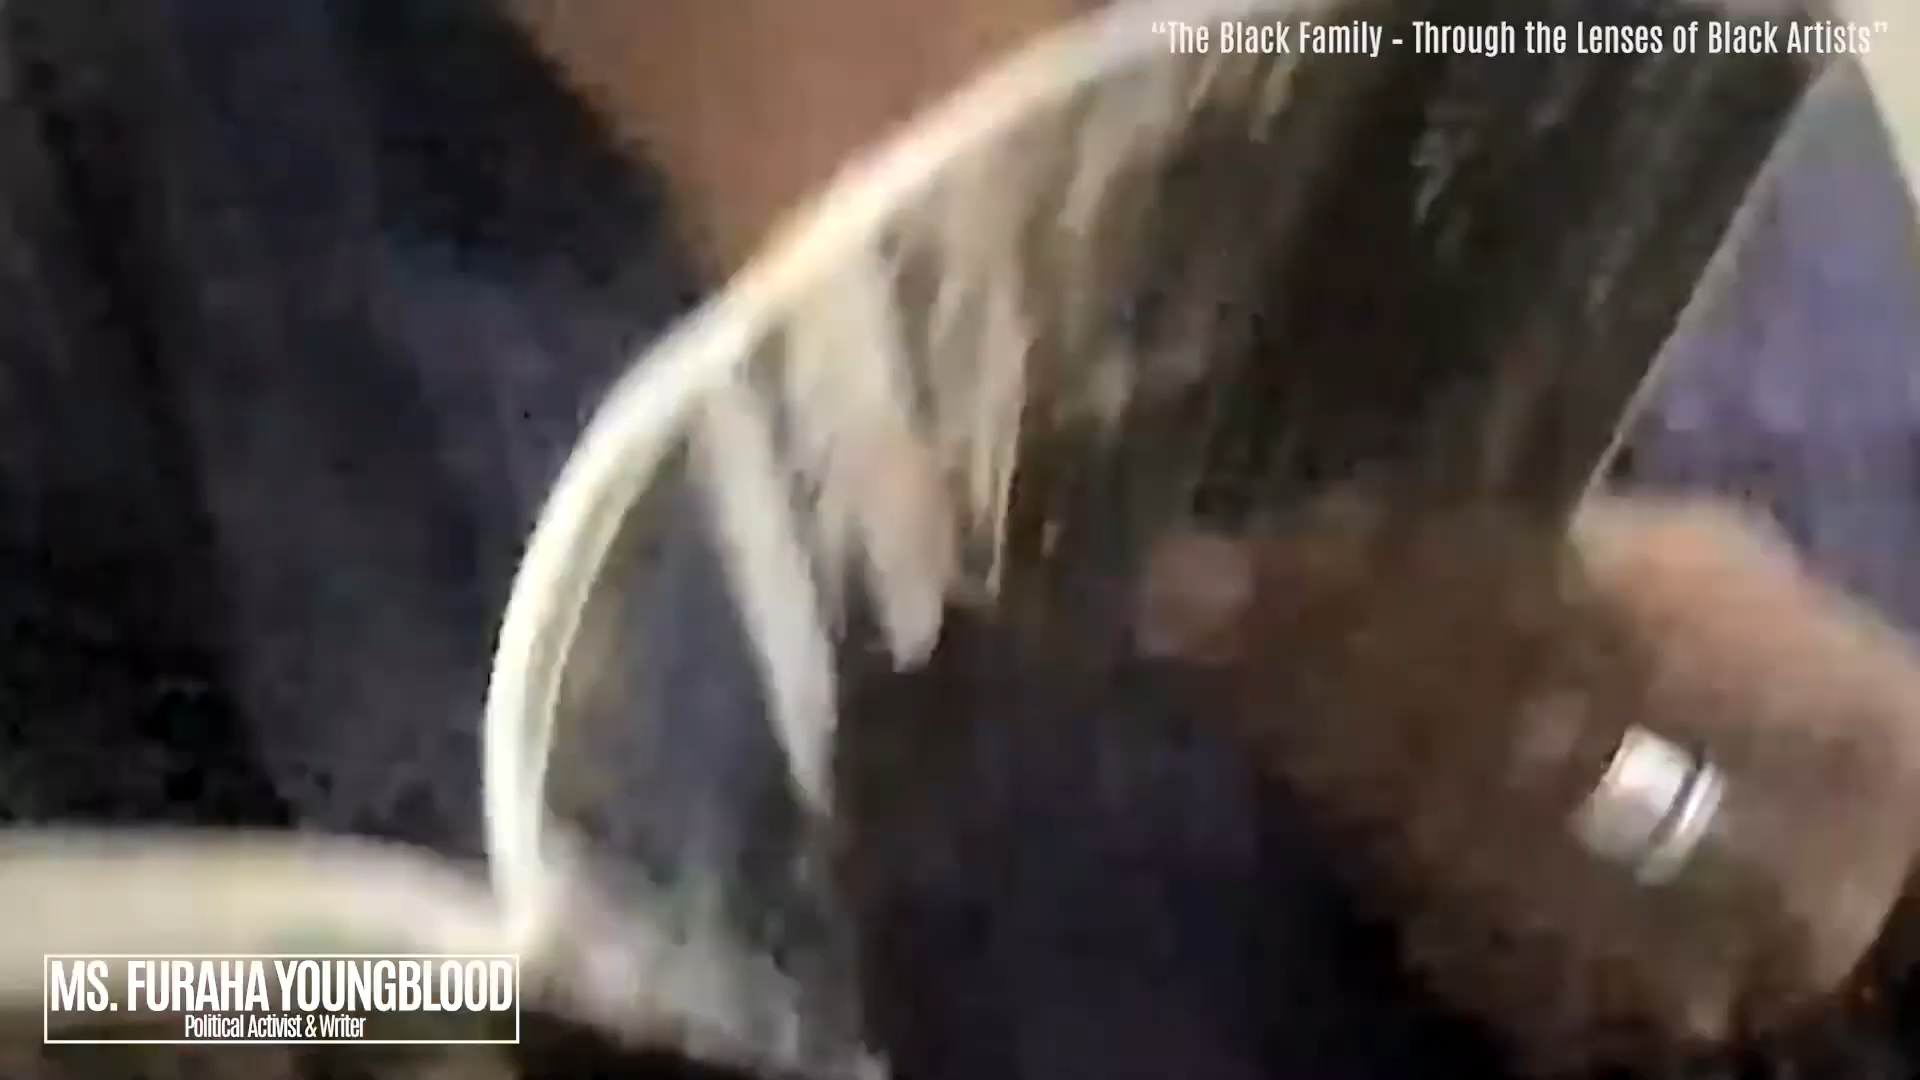 “The Black Family - Through the Lenses of Black Artists”
MS. FURAHA YOUNGBLOOD
Political Activist & Writer